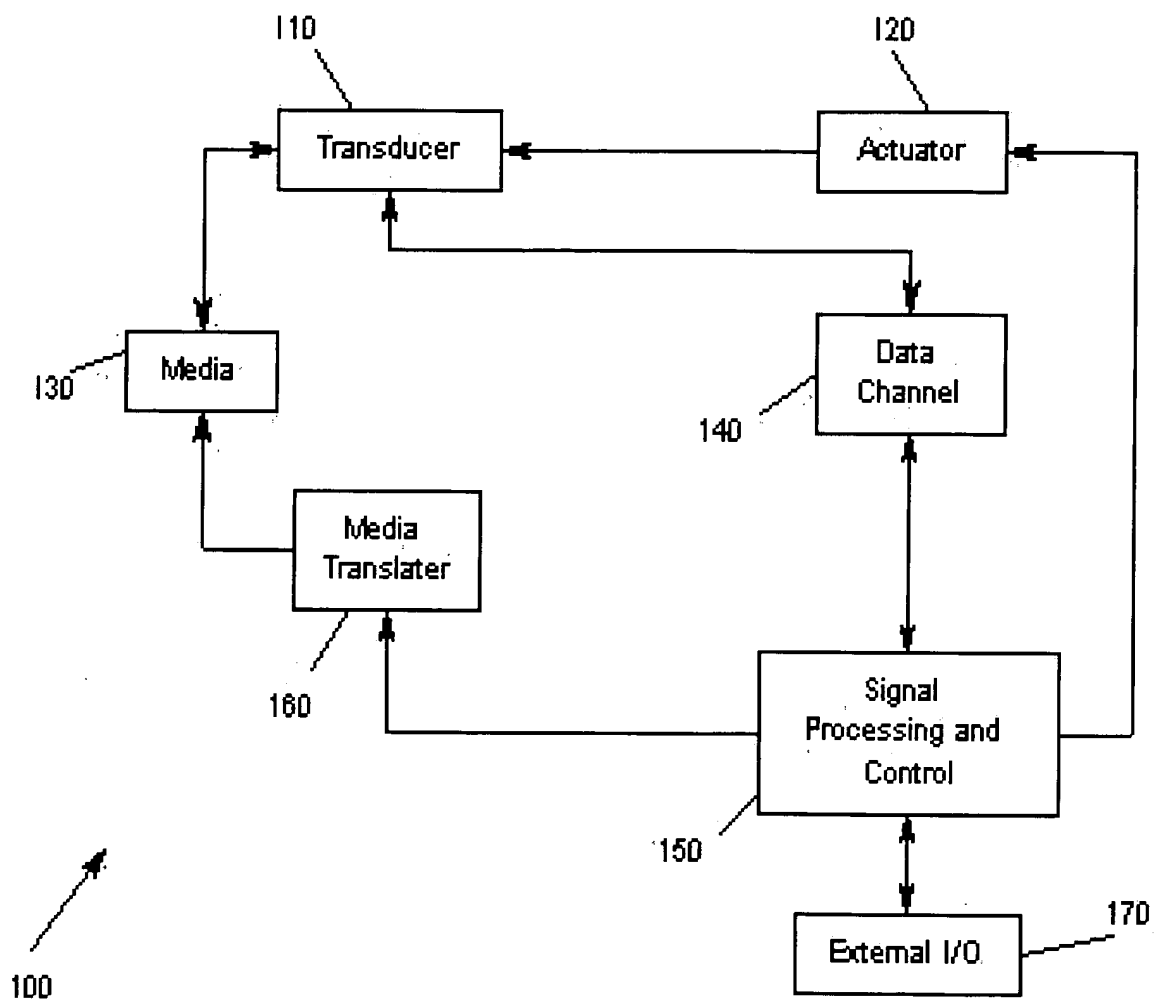 110
120
Transducer
Actuator
130
Media
Data
Channel
140
Media
Translater
160
Signal
Processing and
Control
150
170
External I/O
100